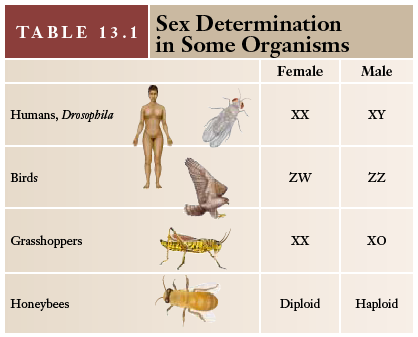 TABLE 13.1
Sex Determination
in Some Organisms
Female Male
Humans, Drosophila XX XY
Birds ZW ZZ
Grasshoppers XX XO
Honeybees Diploid Haploid